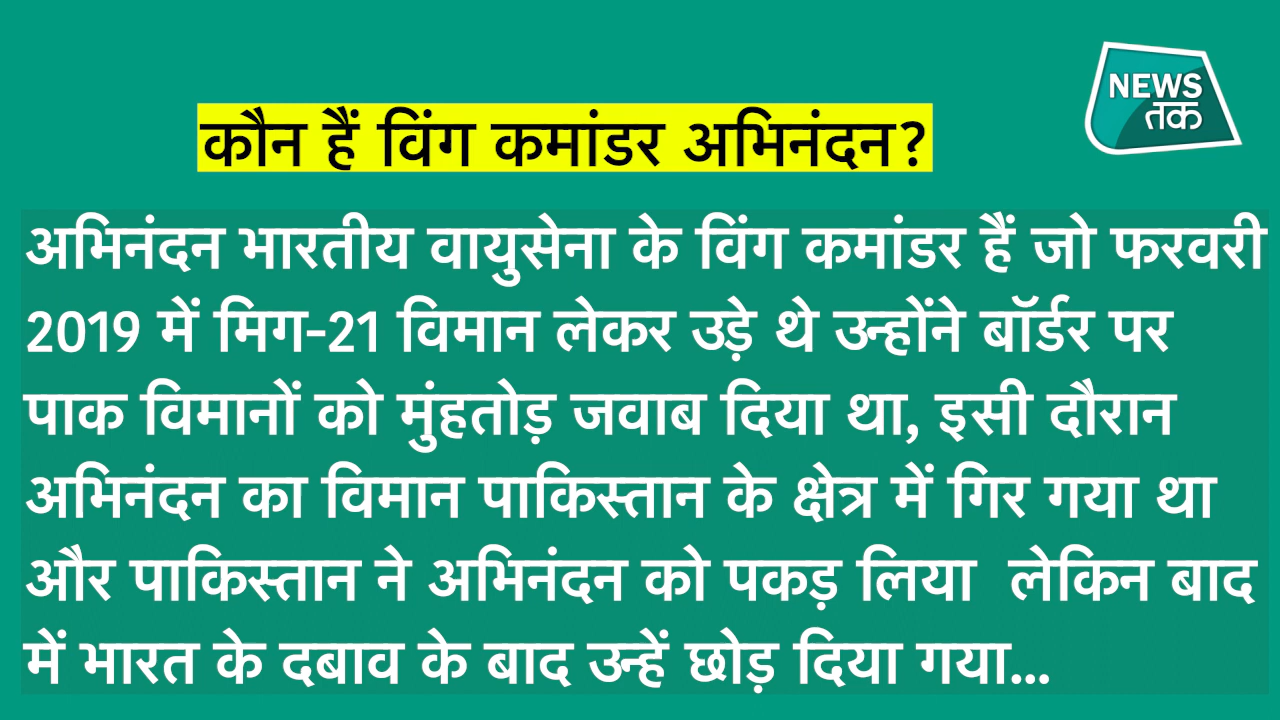 NEWS
तक
कौन हैं विंग कमांडर अभिनंदन?
अभिनंदन भारतीय वायुसेना के विंग कमांडर हैं जो फरवरी
2019 में मिग-21 विमान लेकर उड़े थे उन्होंने बॉर्डर पर
पाक विमानों को मुंहतोड़ जवाब दिया था, इसी दौरान
अभिनंदन का विमान पाकिस्तान के क्षेत्र में गिर गया था
और पाकिस्तान ने अभिनंदन को पकड़ लिया लेकिन बाद
में भारत के दबाव के बाद उन्हें छोड़ दिया गया...